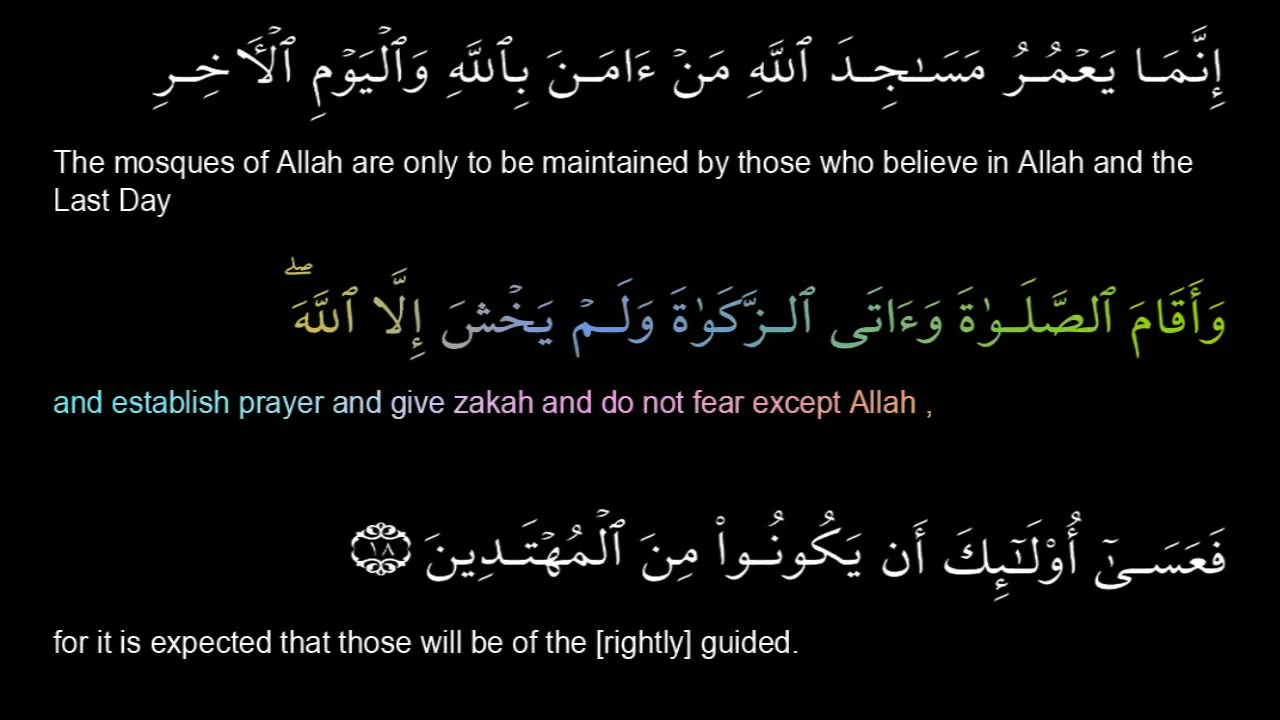 إِنَّمَا يَعۡمُرُ مَسَٰجِدَ ٱللَّهِ مَنۡ ءَامَنَ بِٱللَّهِ وَٱلۡيَوۡمِ ٱلۡأٓخِرِ
The mosques of Allah are only to be maintained by those who believe in Allah and the
Last Day
وَأَقَامَ ٱلصَّلَوٰةَ وَءَاتَى ٱلزَّكَوٰةَ وَلَمۡ يَخۡشَ إِلَّا ٱللَّهَۖ
and establish prayer and give zakah and do not fear except Allah ,
فَعَسَىٰٓ أُوْلَٰٓئِكَ أَن يَكُونُواْ مِنَ ٱلۡمُهۡتَدِينَ ١٨
for it is expected that those will be of the [rightly] guided.